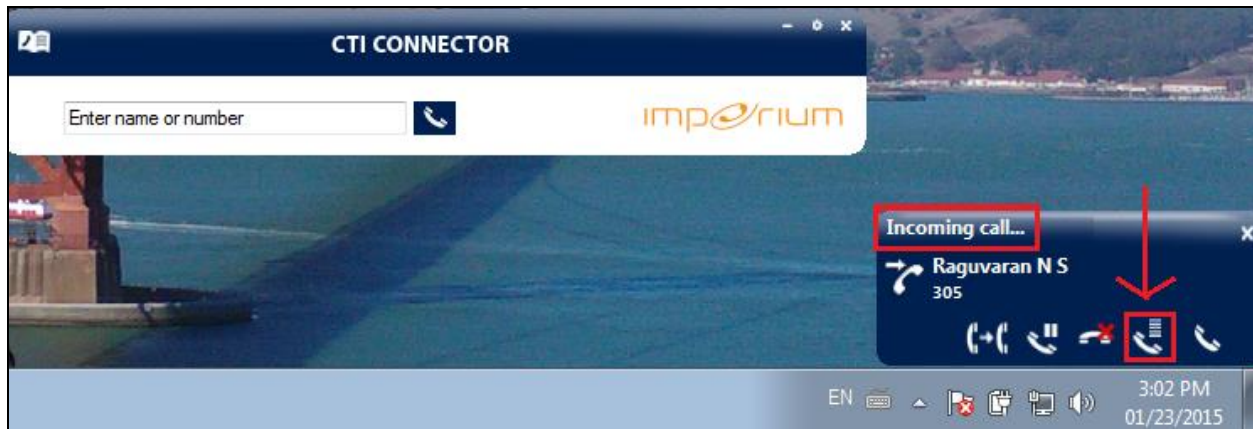 CTI CONNECTOR
Enter name or number
imperium
Incoming call...
Raguvaran N S
305
EN
3:02 PM
01/23/2015